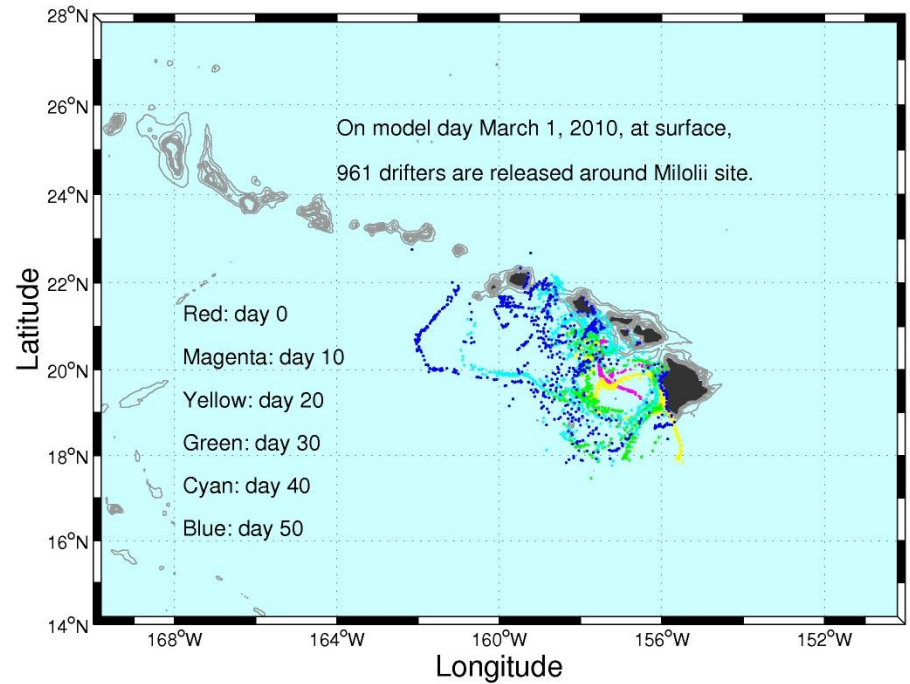 28°N
26°N
24°N
22°N
20°N
18°N
16°N
14°N
Latitude
On model day March 1, 2010, at surface,
961 drifters are released around Milolii site.
Red: day 0
Magenta: day 10
Yellow: day 20
Green: day 30
Cyan: day 40
Blue: day 50
168°W 164°W 160°W 156°W 152°W
Longitude